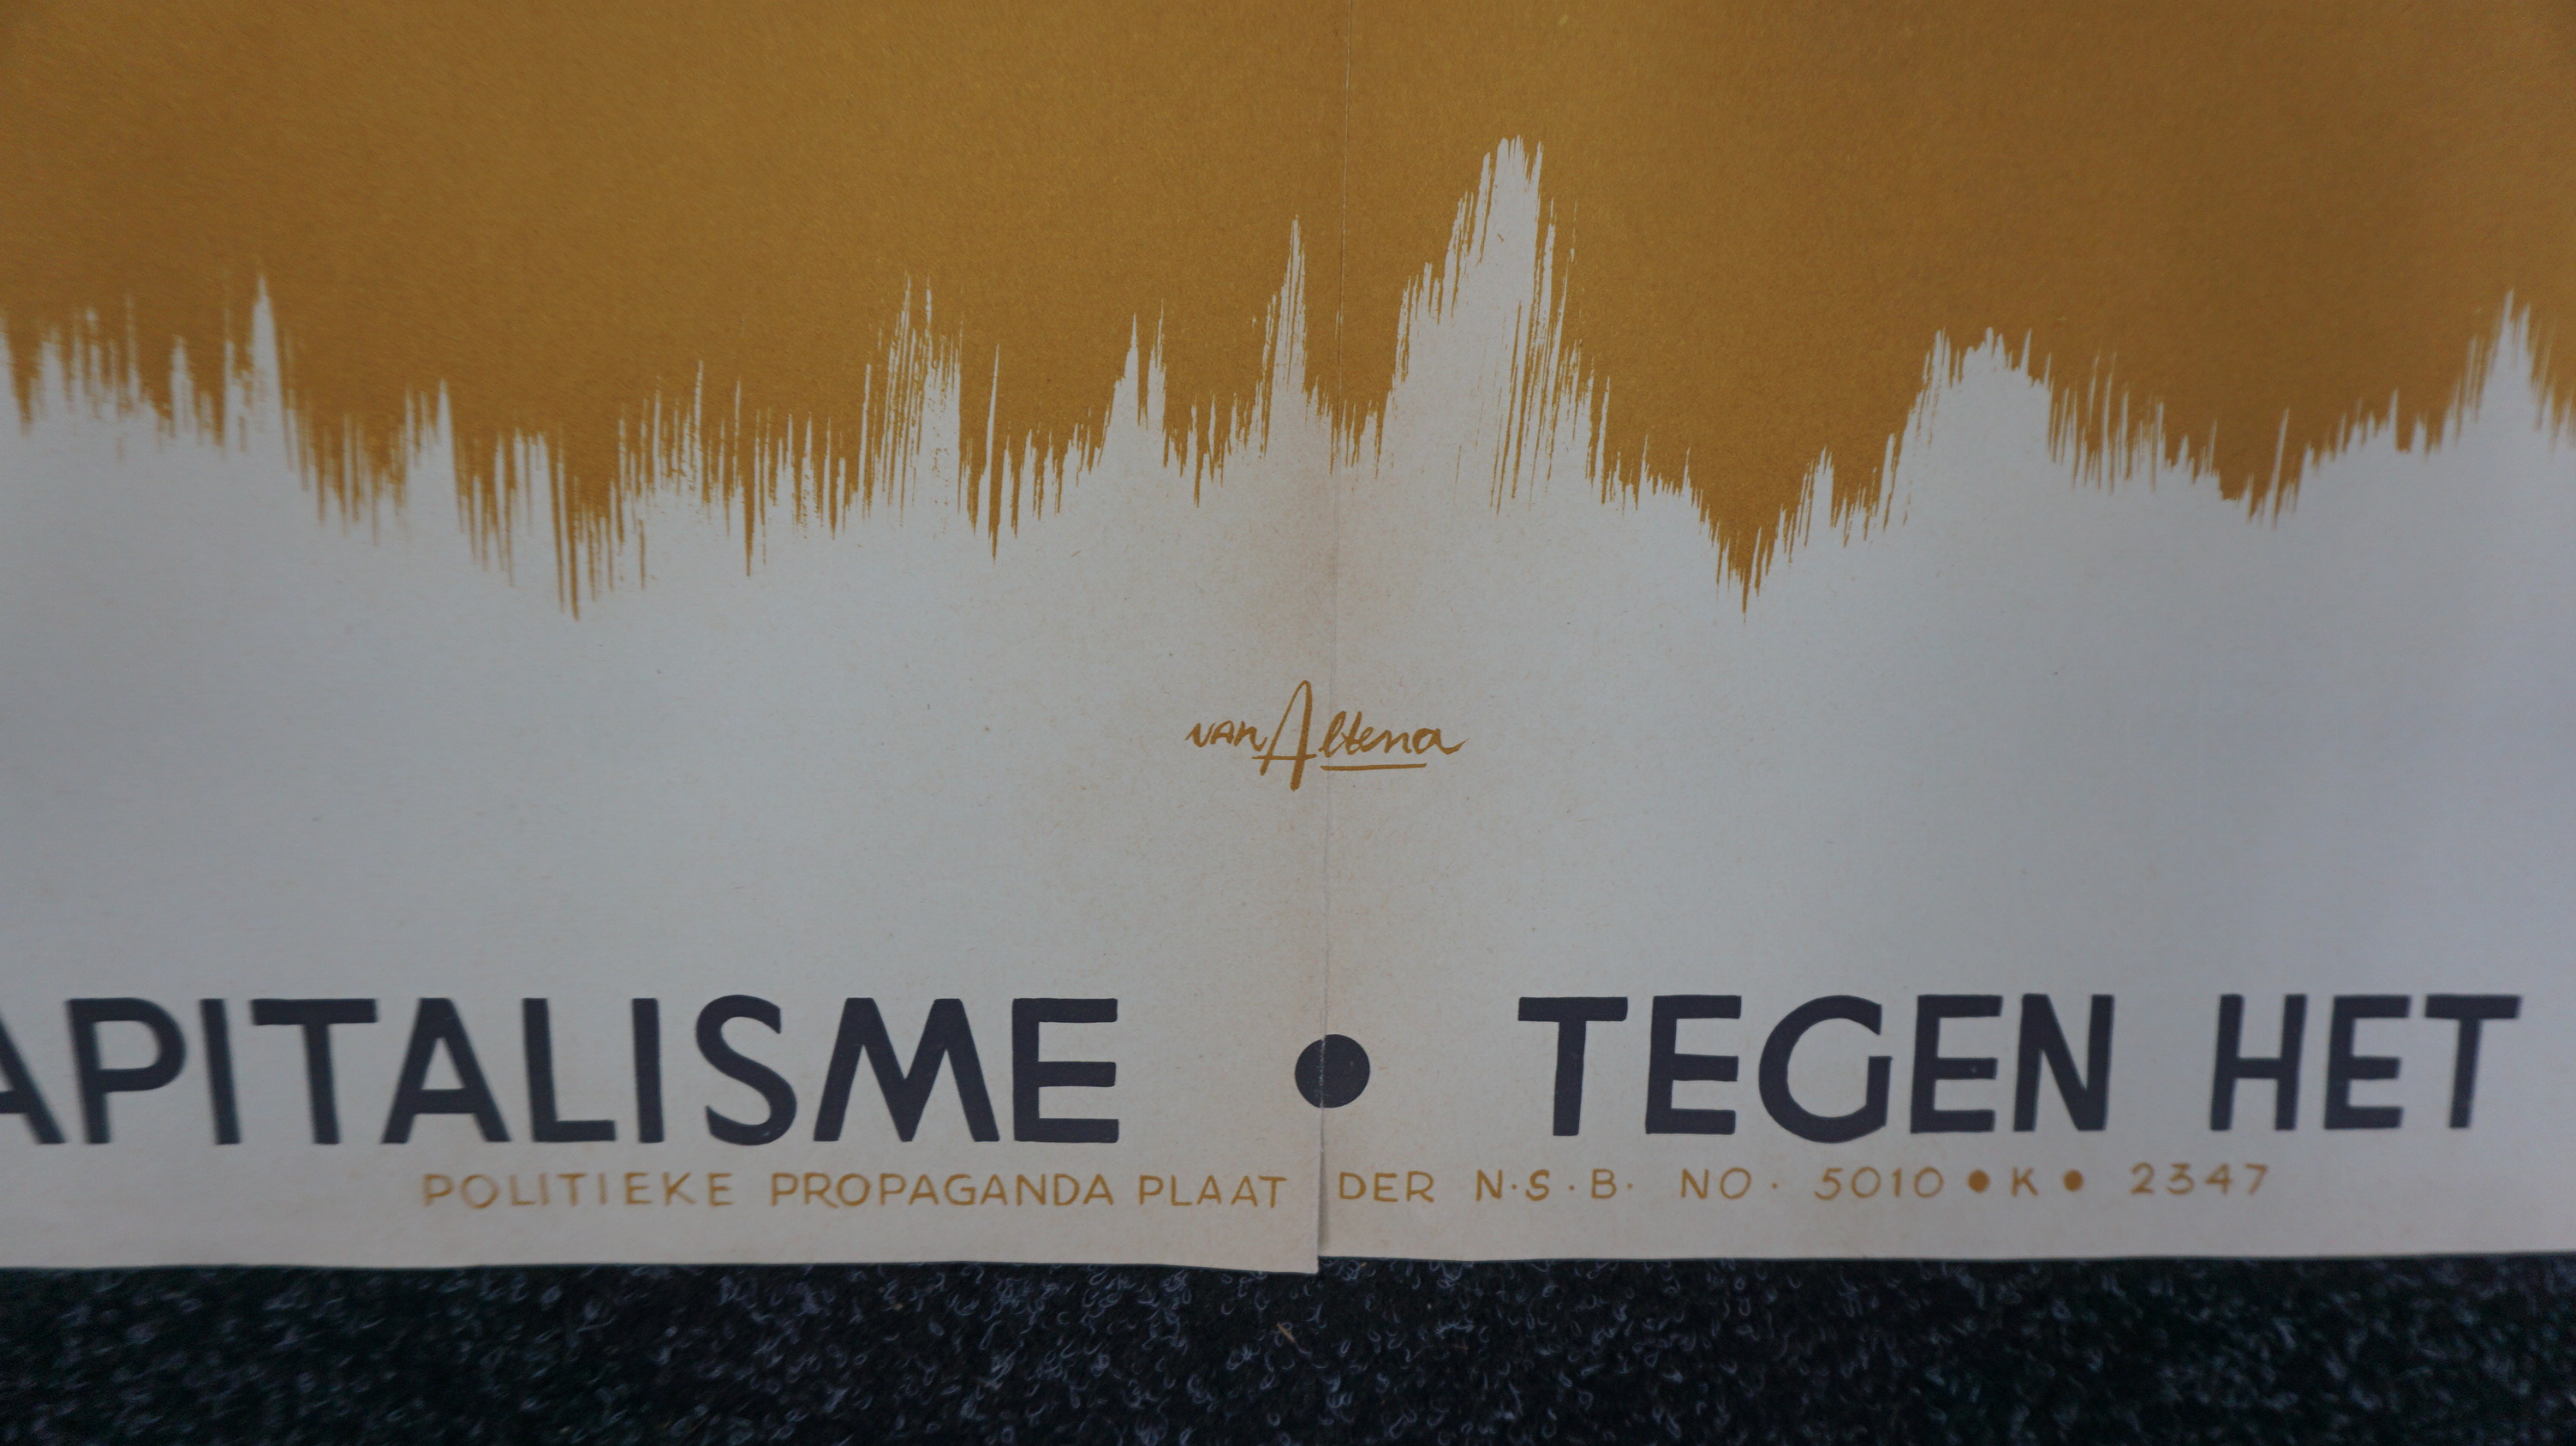 van Altena
APITALISME • TEGEN HET
POLITIEKE PROPAGANDA PLAAT DER N.S.B. NO. 5010 • K • 2347